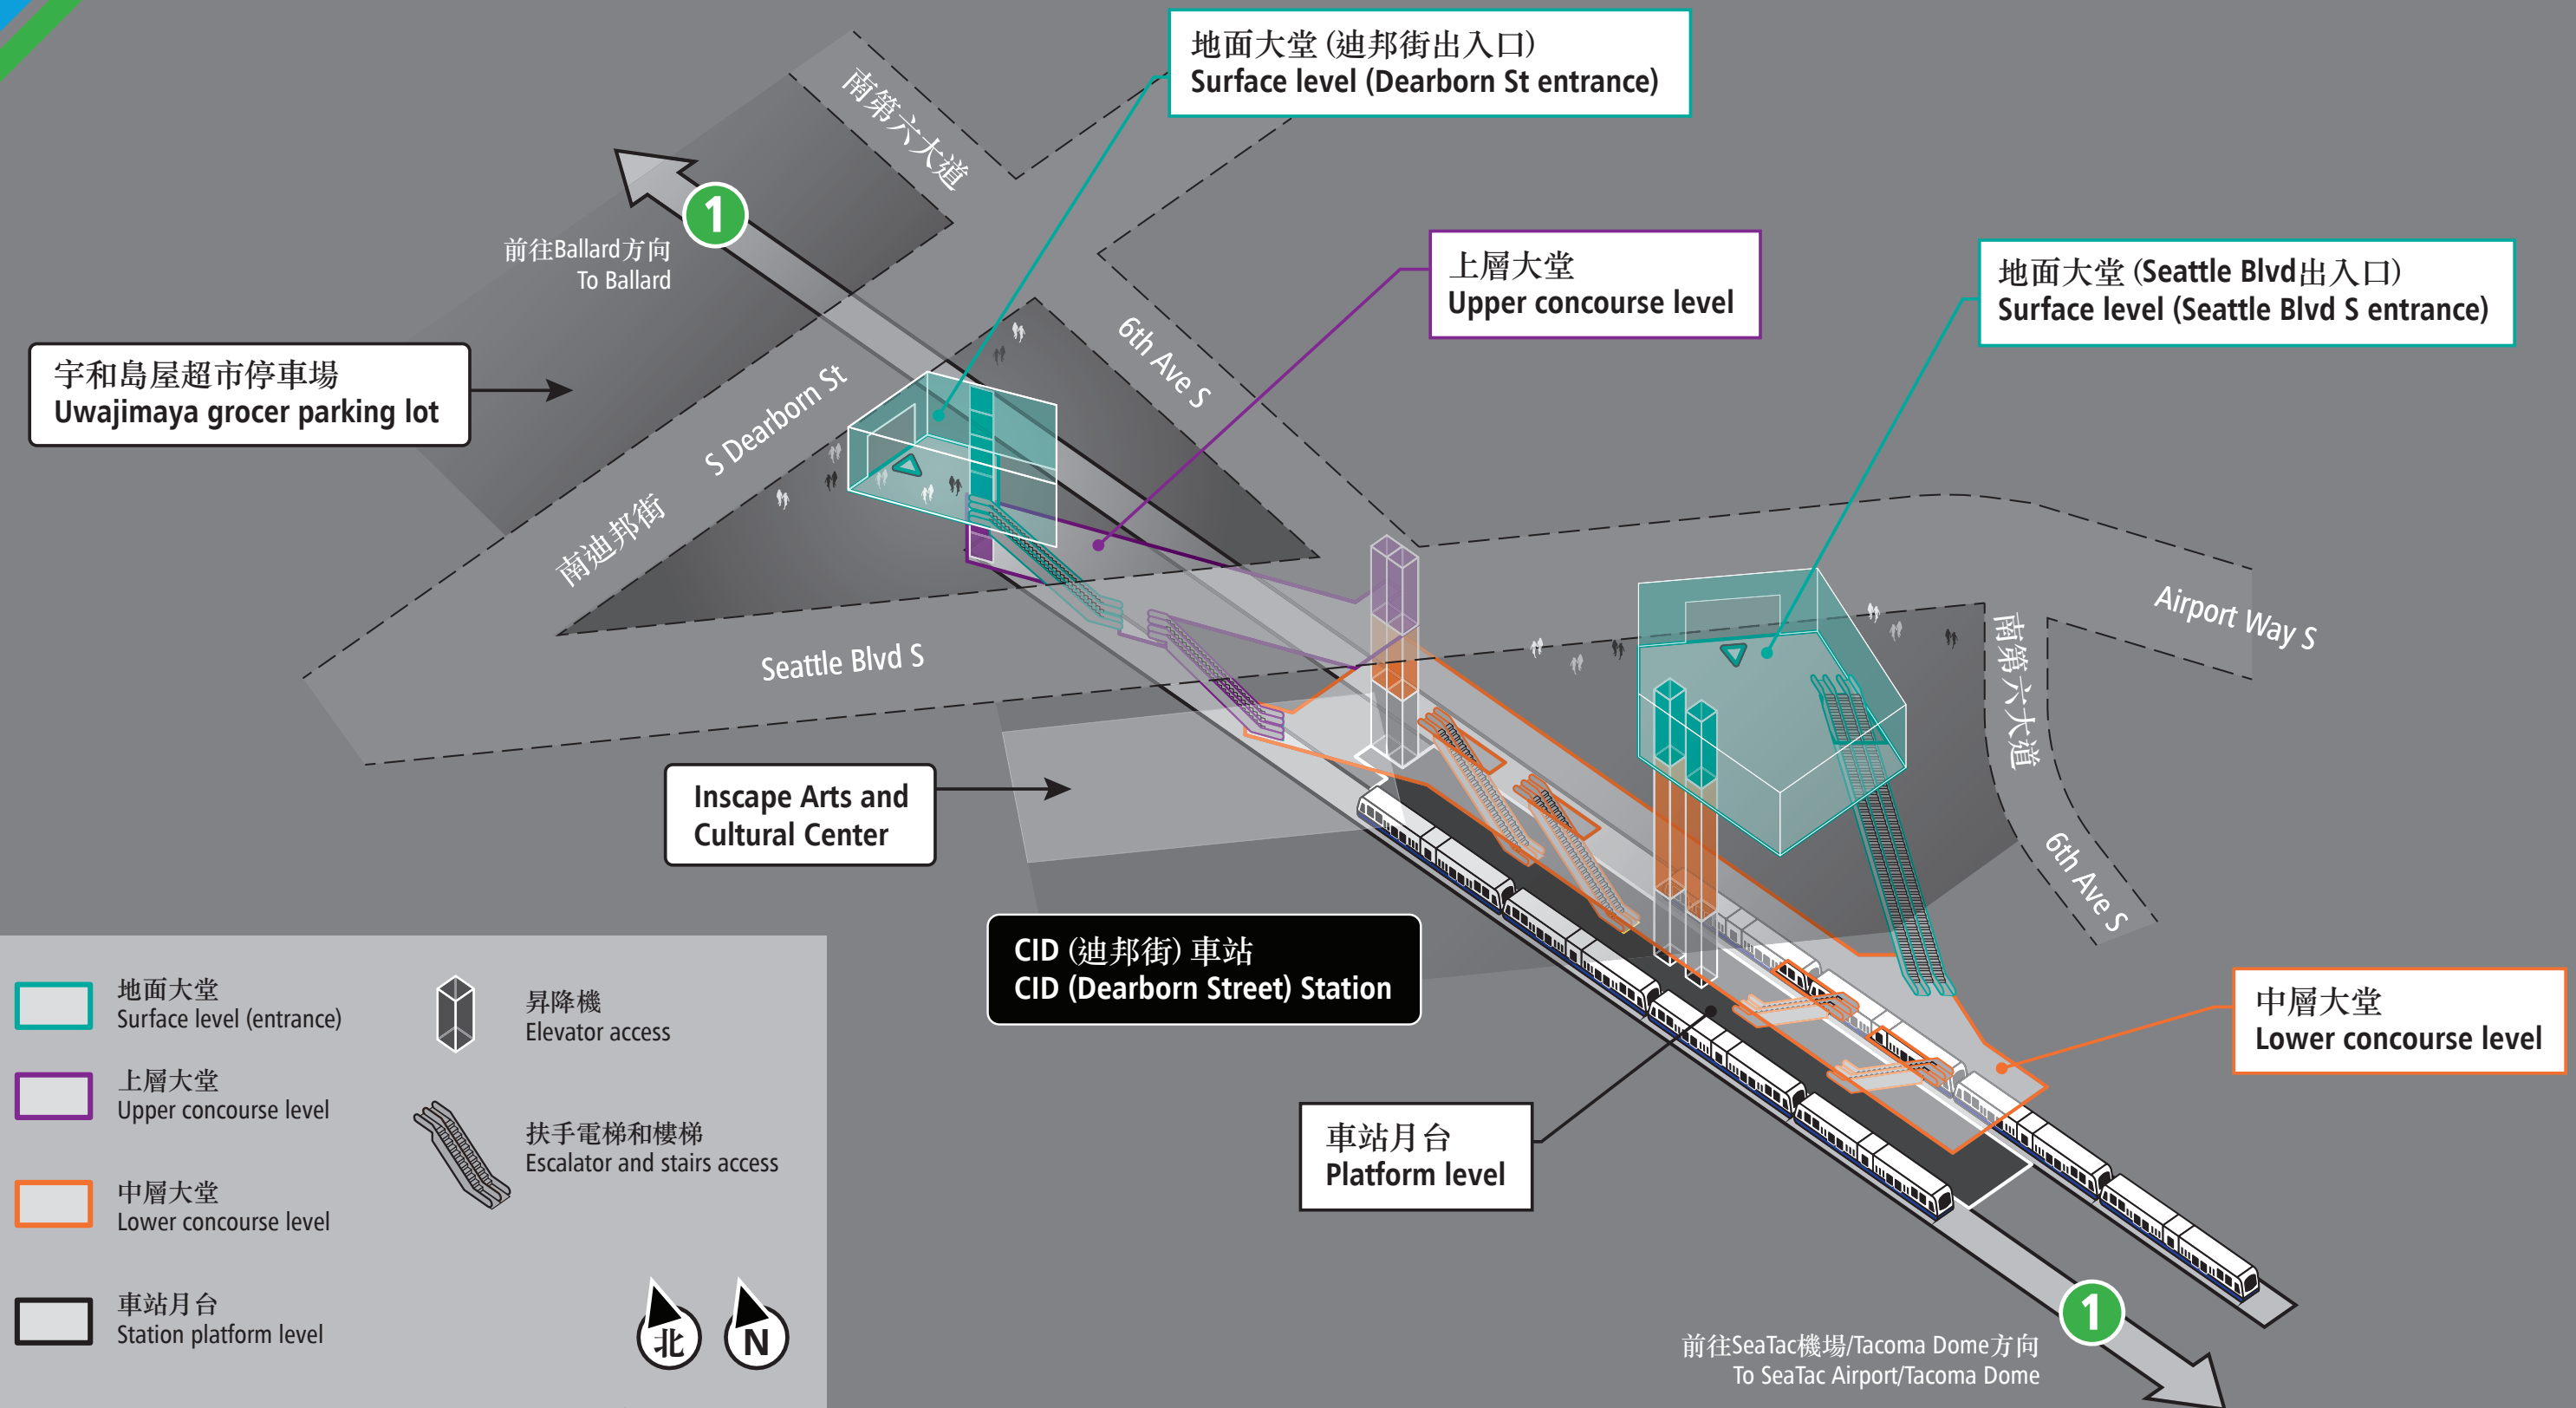 地面大堂 (迪邦街出入口)
Surface level (Dearborn St entrance)
南第六大道
1
前往Ballard方向
To Ballard
上層大堂
Upper concourse level
地面大堂 (Seattle Blvd出入口)
Surface level (Seattle Blvd S entrance)
宇和島屋超市停車場
Uwajimaya grocer parking lot
6th Ave S
S Dearborn St
南迪邦街
Seattle Blvd S
Airport Way S
南第六大道
6th Ave S
Inscape Arts and
Cultural Center
CID (迪邦街) 車站
CID (Dearborn Street) Station
中層大堂
Lower concourse level
車站月台
Platform level
1
前往SeaTac機場/Tacoma Dome方向
To SeaTac Airport/Tacoma Dome
地面大堂
Surface level (entrance)
上層大堂
Upper concourse level
中層大堂
Lower concourse level
車站月台
Station platform level
昇降機
Elevator access
扶手電梯和樓梯
Escalator and stairs access
北
N